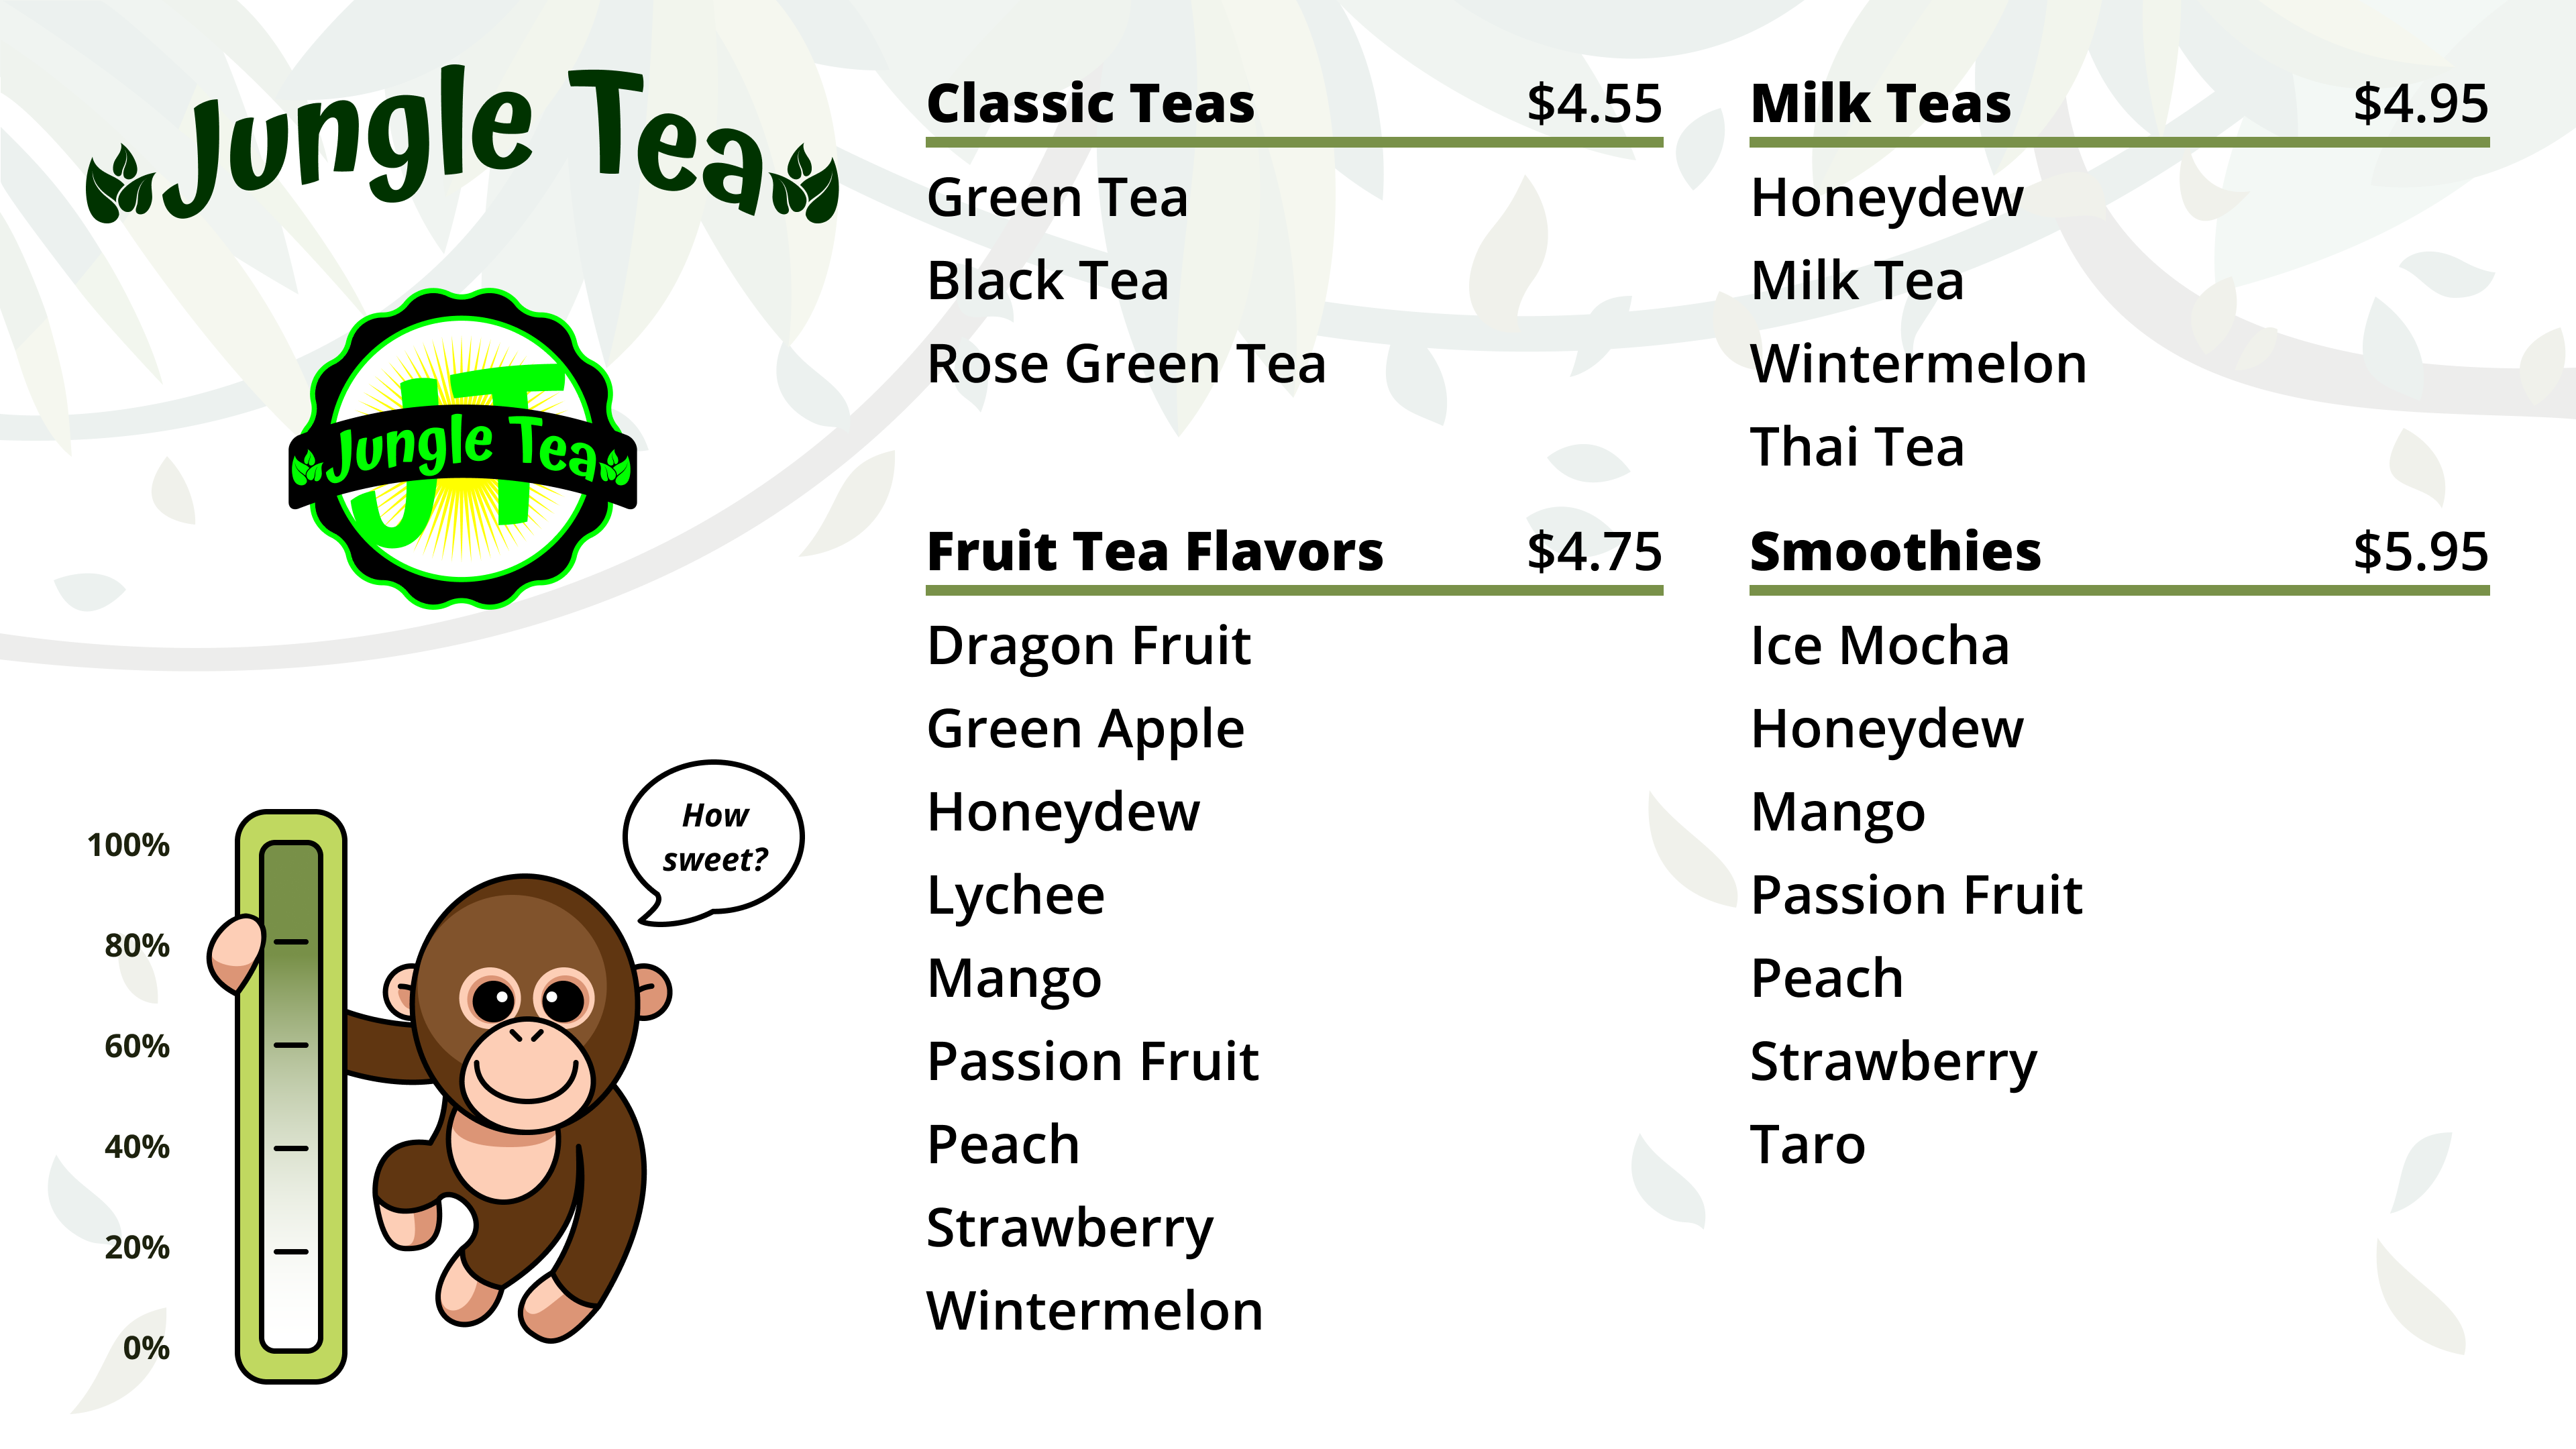 Jungle Tea
JT
Jungle Tea
How
sweet?
100%
80%
60%
40%
20%
0%
Classic Teas $4.55
Green Tea
Black Tea
Rose Green Tea
Fruit Tea Flavors $4.75
Dragon Fruit
Green Apple
Honeydew
Lychee
Mango
Passion Fruit
Peach
Strawberry
Wintermelon
Milk Teas $4.95
Honeydew
Milk Tea
Wintermelon
Thai Tea
Smoothies $5.95
Ice Mocha
Honeydew
Mango
Passion Fruit
Peach
Strawberry
Taro